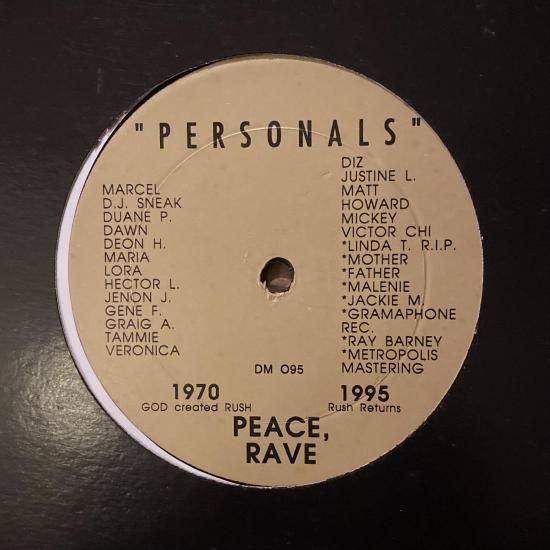 "PERSONALS"
MARCEL
D.J. SNEAK
DUANE P.
DAWN
DEON H.
MARIA
LORA
HECTOR L.
JENON J.
GENE F.
GRAIG A.
TAMMIE
VERONICA
DIZ
JUSTINE L.
MATT
HOWARD
MICKEY
VICTOR CHI
*LINDA T. R.I.P.
*MOTHER
*FATHER
*MALENIE
*JACKIE M.
*GRAMAPHONE
REC.
*RAY BARNEY
*METROPOLIS
MASTERING
DM 095
1970
GOD created RUSH
1995
Rush Returns
PEACE,
RAVE